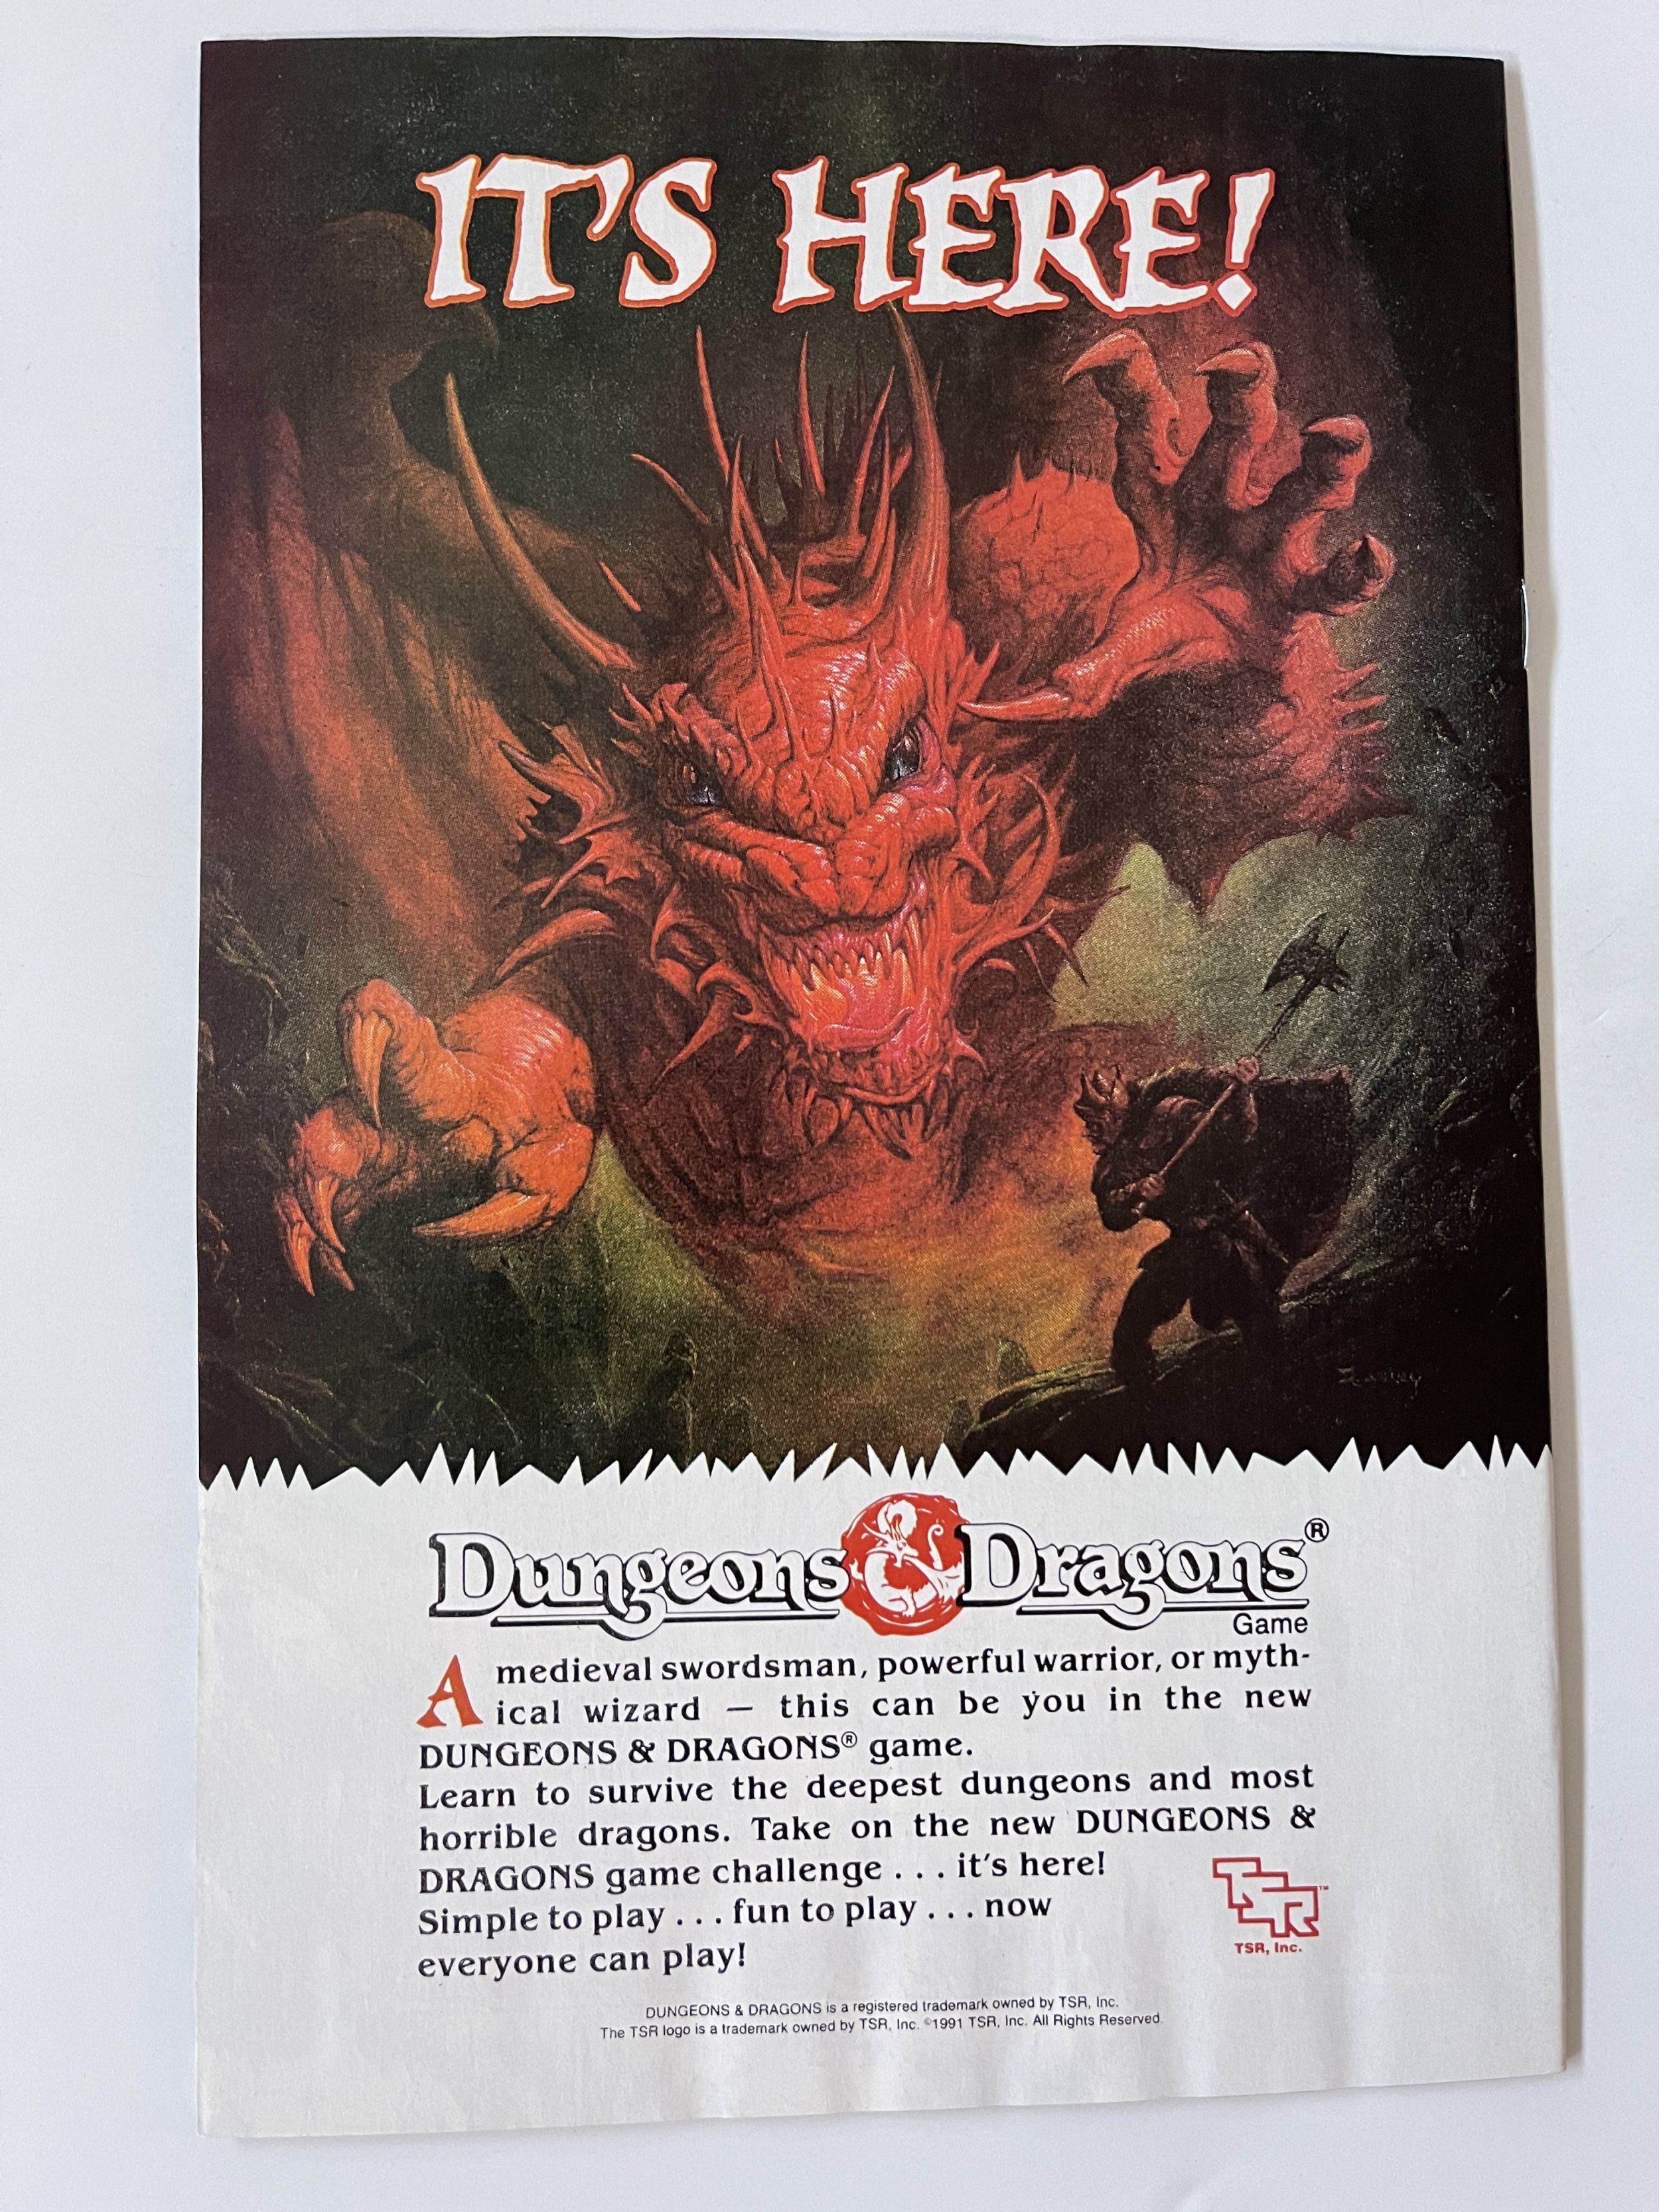 IT'S HERE!
Easley
Dungeons & Dragons®
Game
A medieval swordsman, powerful warrior, or myth-
ical wizard — this can be you in the new
DUNGEONS & DRAGONS® game.
Learn to survive the deepest dungeons and most
horrible dragons. Take on the new DUNGEONS &
DRAGONS game challenge . . . it's here!
Simple to play . . . fun to play . . . now
everyone can play!
TSR™
TSR, Inc.
DUNGEONS & DRAGONS is a registered trademark owned by TSR, Inc.
The TSR logo is a trademark owned by TSR, Inc. ©1991 TSR, Inc. All Rights Reserved.